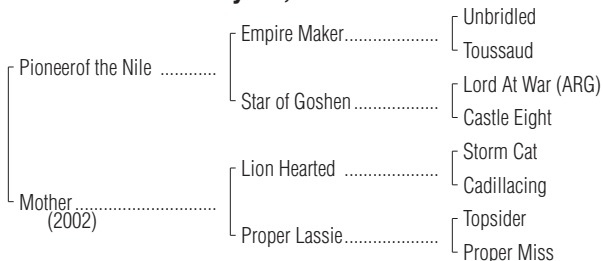 Unbridled
Empire Maker....................
Toussaud
Pioneerof the Nile ............
Lord At War (ARG)
Star of Goshen..................
Castle Eight
Storm Cat
Lion Hearted ....................
Cadillacing
Mother..............................
(2002)
Topsider
Proper Lassie....................
Proper Miss